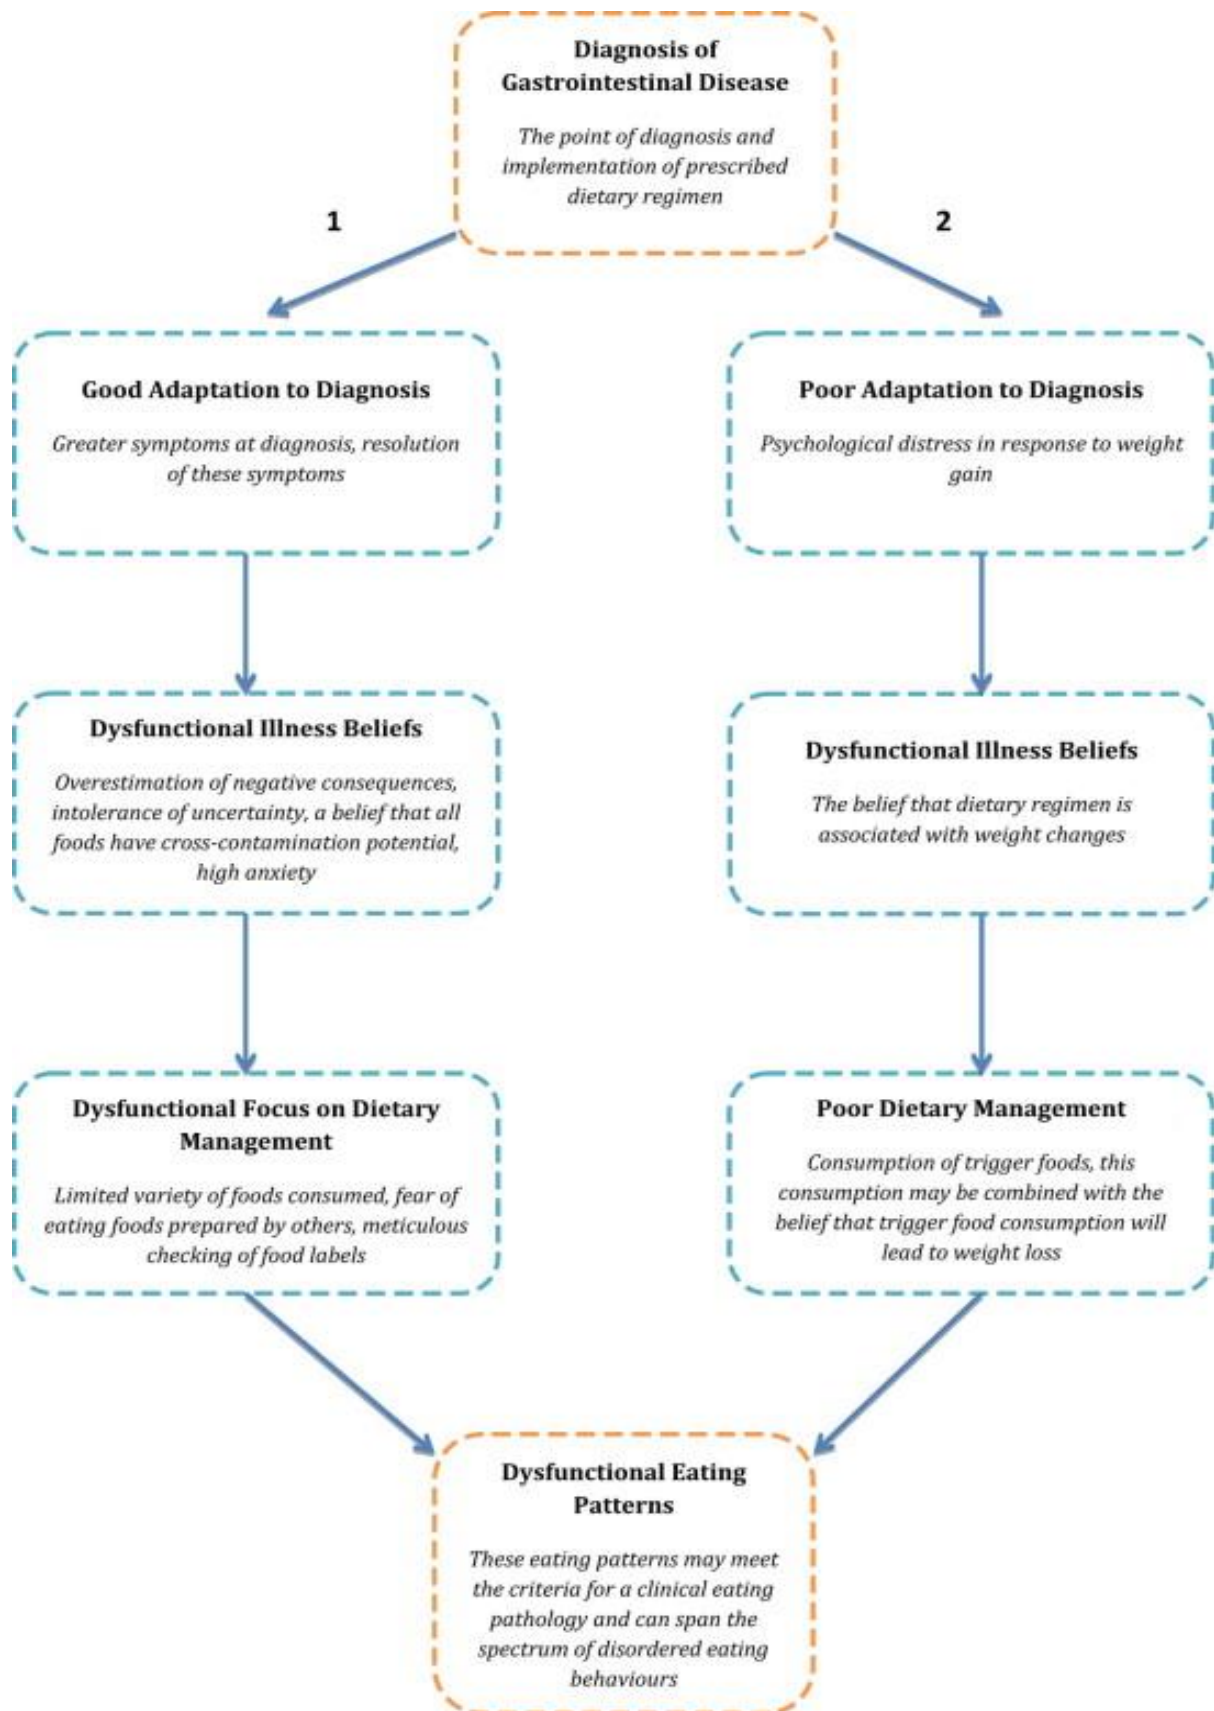 Diagnosis of
Gastrointestinal Disease
The point of diagnosis and
implementation of prescribed
dietary regimen
1
2
Good Adaptation to Diagnosis
Greater symptoms at diagnosis, resolution
of these symptoms
Poor Adaptation to Diagnosis
Psychological distress in response to weight
gain
Dysfunctional Illness Beliefs
Overestimation of negative consequences,
intolerance of uncertainty, a belief that all
foods have cross-contamination potential,
high anxiety
Dysfunctional Illness Beliefs
The belief that dietary regimen is
associated with weight changes
Dysfunctional Focus on Dietary
Management
Limited variety of foods consumed, fear of
eating foods prepared by others, meticulous
checking of food labels
Poor Dietary Management
Consumption of trigger foods, this
consumption may be combined with the
belief that trigger food consumption will
lead to weight loss
Dysfunctional Eating
Patterns
These eating patterns may meet
the criteria for a clinical eating
pathology and can span the
spectrum of disordered eating
behaviours